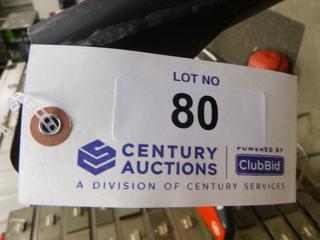 LOT NO
80
CENTURY
AUCTIONS
POWERED BY
ClubBid
A DIVISION OF CENTURY SERVICES